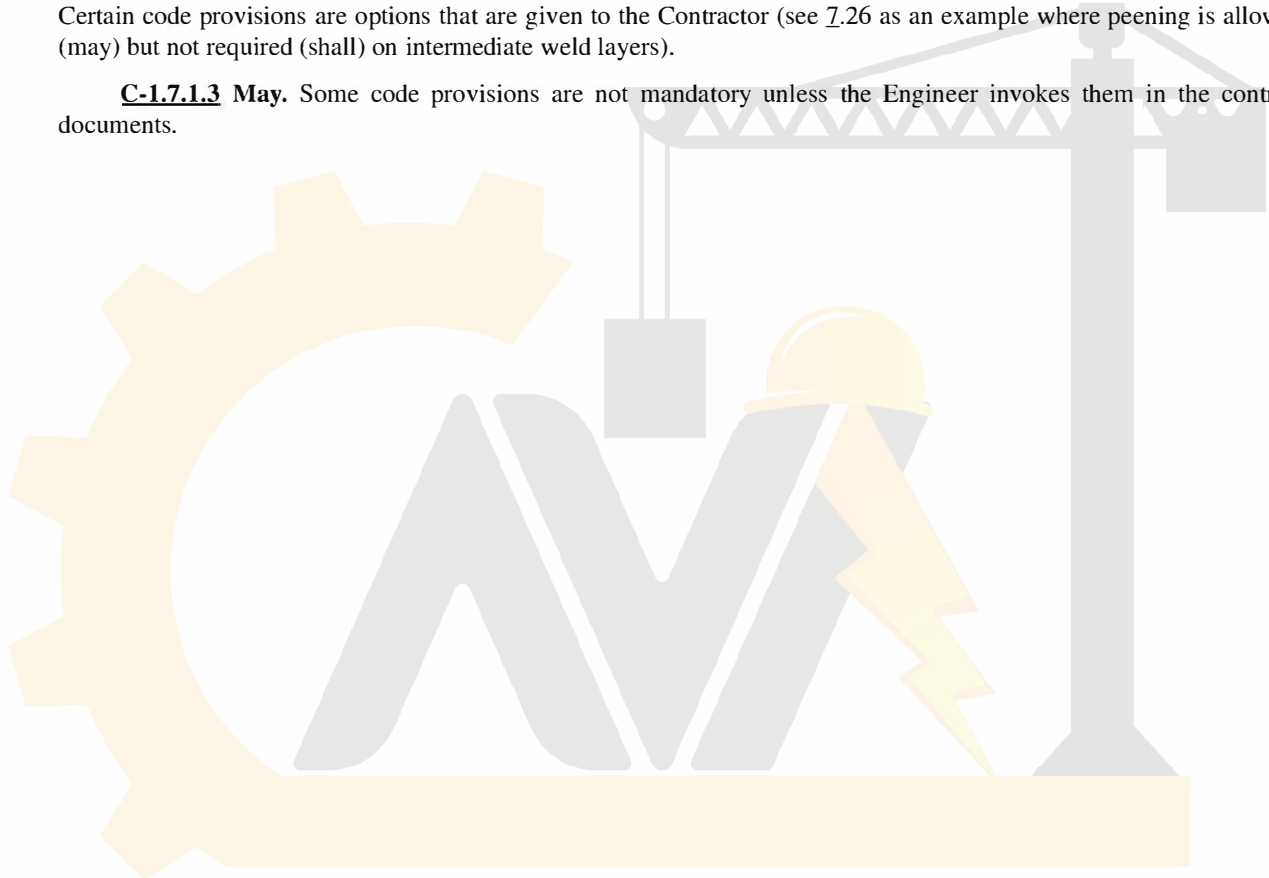 Certain code provisions are options that are given to the Contractor (see 7.26 as an example where peening is allow
(may) but not required (shall) on intermediate weld layers).
C-1.7.1.3 May. Some code provisions are not mandatory unless the Engineer invokes them in the contr
documents.